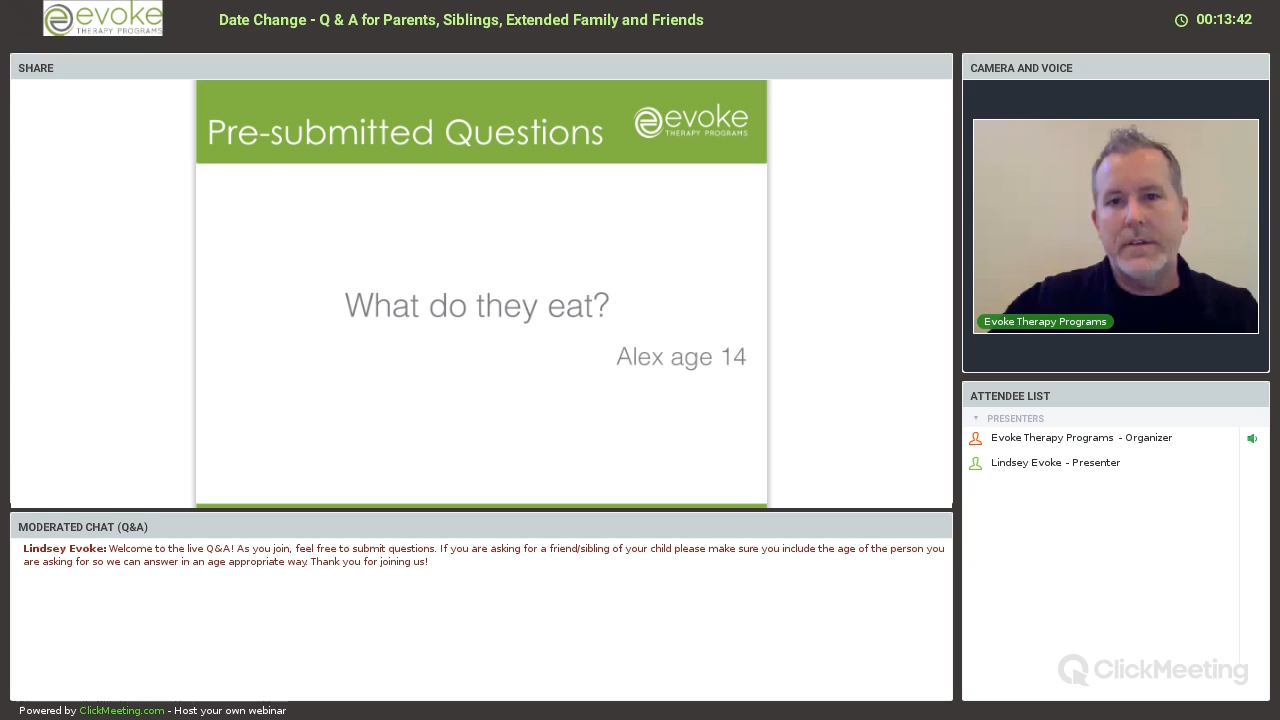 evoke
THERAPY PROGRAMS
Date Change - Q & A for Parents, Siblings, Extended Family and Friends
00:13:42
SHARE
Pre-submitted Questions
evoke
THERAPY PROGRAMS
What do they eat?
Alex age 14
CAMERA AND VOICE
Evoke Therapy Programs
ATTENDEE LIST
PRESENTERS
Evoke Therapy Programs - Organizer
Lindsey Evoke - Presenter
MODERATED CHAT (Q&A)
Lindsey Evoke: Welcome to the live Q&A! As you join, feel free to submit questions. If you are asking for a friend/sibling of your child please make sure you include the age of the person you
are asking for so we can answer in an age appropriate way. Thank you for joining us!
ClickMeeting
Powered by ClickMeeting.com - Host your own webinar